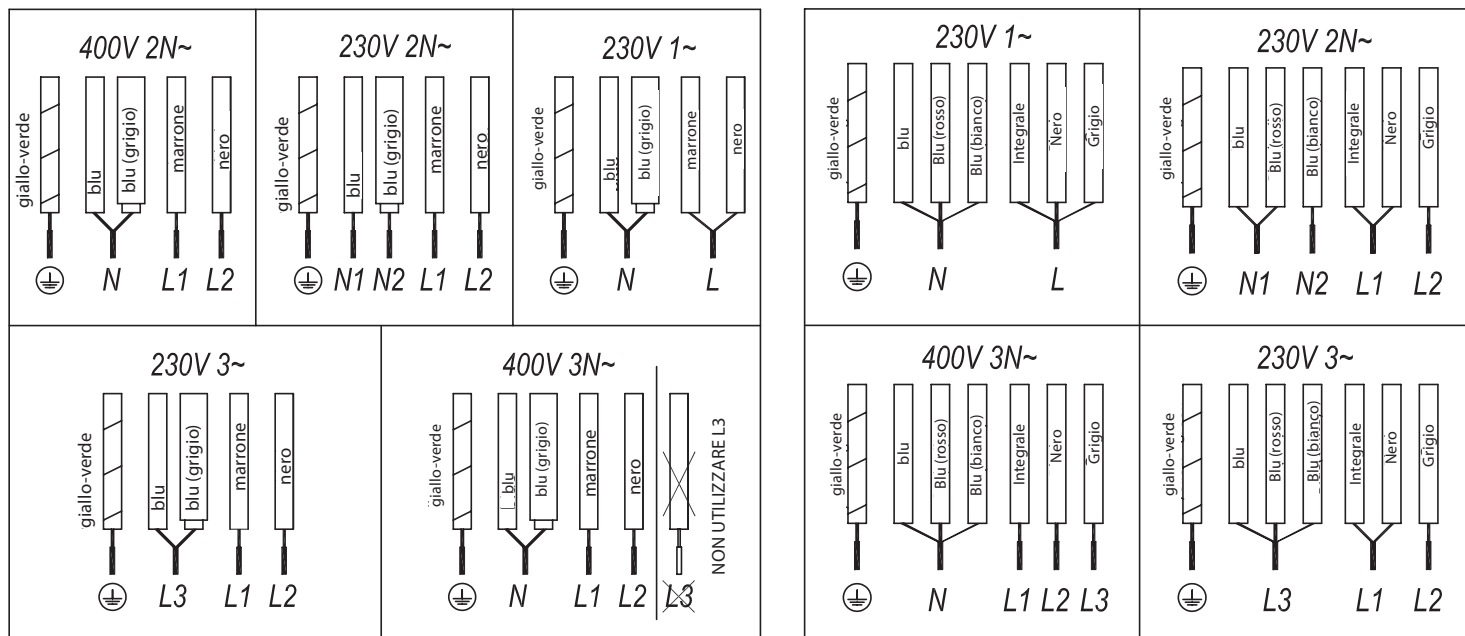 400V 2N~
giallo-verde
blu
blu (grigio)
marrone
nero
N L1 L2
230V 2N~
giallo-verde
blu
blu (grigio)
marrone
nero
N1 N2 L1 L2
230V 1~
giallo-verde
blu
blu (grigio)
marrone
nero
N L
230V 3~
giallo-verde
blu
blu (grigio)
marrone
nero
L3 L1 L2
400V 3N~
giallo-verde
blu
blu (grigio)
marrone
nero
NON UTILIZZARE L3
N L1 L2 L3
230V 1~
giallo-verde
blu
Blu (rosso)
Blu (bianco)
Integrale
Nero
Grigio
N L
230V 2N~
giallo-verde
blu
Blu (rosso)
Blu (bianco)
Integrale
Nero
Grigio
N1 N2 L1 L2
400V 3N~
giallo-verde
blu
Blu (rosso)
Blu (bianco)
Integrale
Nero
Grigio
N L1 L2 L3
230V 3~
giallo-verde
blu
Blu (rosso)
Blu (bianco)
Integrale
Nero
Grigio
L3 L1 L2